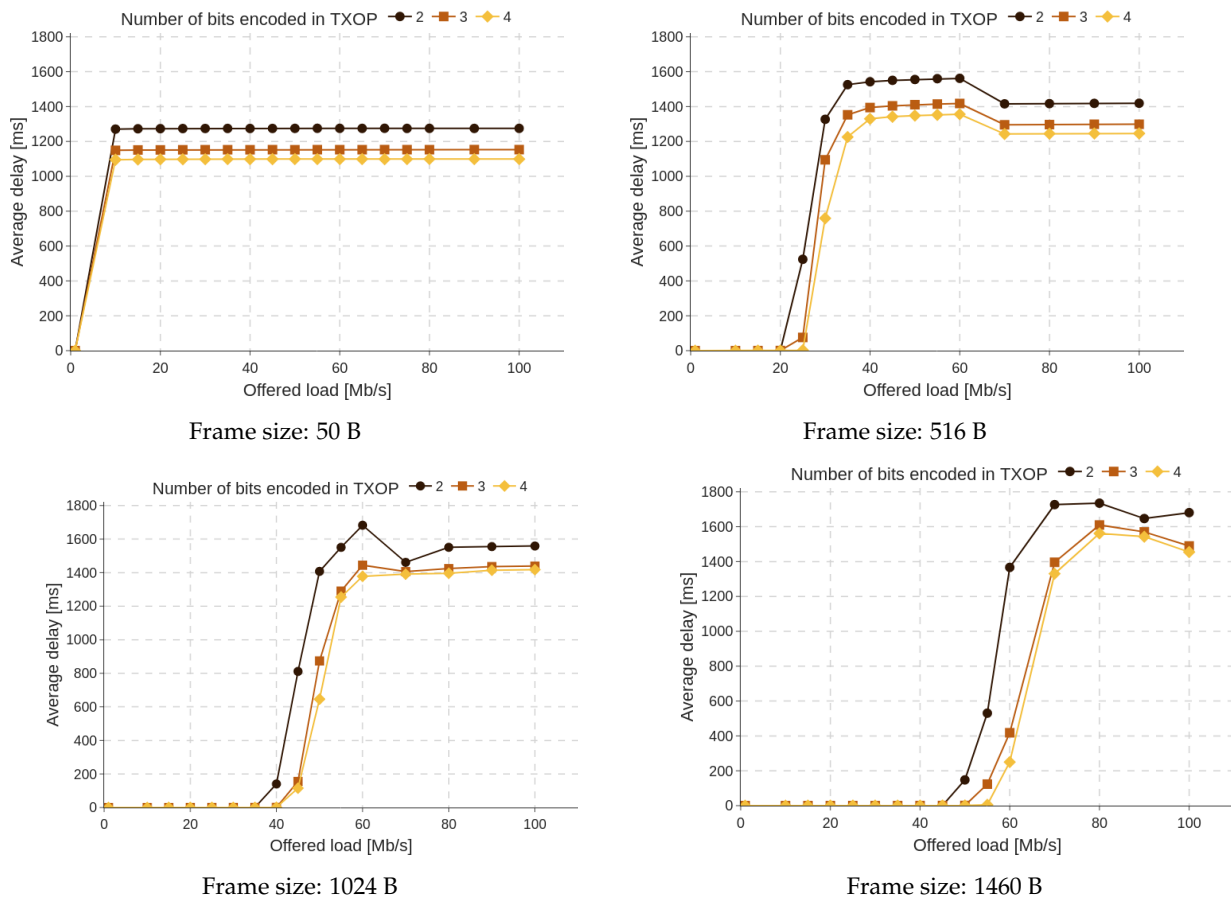 Number of bits encoded in TXOP 2 3 4
1800
1600
1400
1200
1000
800
600
400
200
0
Average delay [ms]
0 20 40 60 80 100
Offered load [Mb/s]
Frame size: 50 B
Number of bits encoded in TXOP 2 3 4
1800
1600
1400
1200
1000
800
600
400
200
0
Average delay [ms]
0 20 40 60 80 100
Offered load [Mb/s]
Frame size: 516 B
Number of bits encoded in TXOP 2 3 4
1800
1600
1400
1200
1000
800
600
400
200
0
Average delay [ms]
0 20 40 60 80 100
Offered load [Mb/s]
Frame size: 1024 B
Number of bits encoded in TXOP 2 3 4
1800
1600
1400
1200
1000
800
600
400
200
0
Average delay [ms]
0 20 40 60 80 100
Offered load [Mb/s]
Frame size: 1460 B